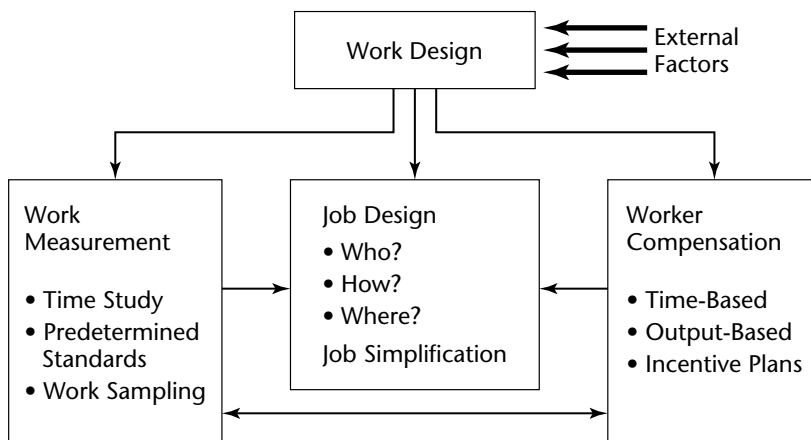 Work Design
External
Factors
Work
Measurement
• Time Study
• Predetermined
Standards
• Work Sampling
Job Design
• Who?
• How?
• Where?
Job Simplification
Worker
Compensation
• Time-Based
• Output-Based
• Incentive Plans